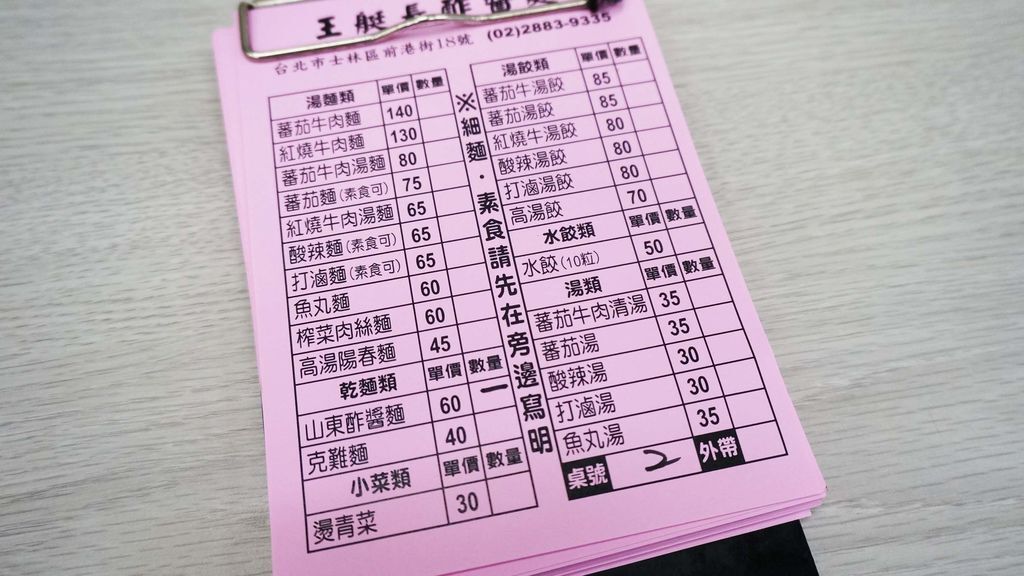 王艇長酢醬
台北市士林區前港街18號 (02)2883-9335
湯麵類 單價 數量
蕃茄牛肉麵 140
紅燒牛肉麵 130
蕃茄牛肉湯麵 80
蕃茄麵(素食可) 75
紅燒牛肉湯麵 65
酸辣麵(素食可) 65
打滷麵(素食可) 65
魚丸麵 60
榨菜肉絲麵 60
高湯陽春麵 45
乾麵類 單價 數量
山東酢醬麵 60 一
克難麵 40
小菜類 單價 數量
燙青菜 30
※細麵・素食請先在旁邊寫明
湯餃類 單價 數量
蕃茄牛湯餃 85
蕃茄湯餃 85
紅燒牛湯餃 80
酸辣湯餃 80
打滷湯餃 80
高湯餃 70
水餃類 單價 數量
水餃(10粒) 50
湯類 單價 數量
蕃茄牛肉清湯 35
蕃茄湯 35
酸辣湯 30
打滷湯 30
魚丸湯 35
桌號 2 外帶